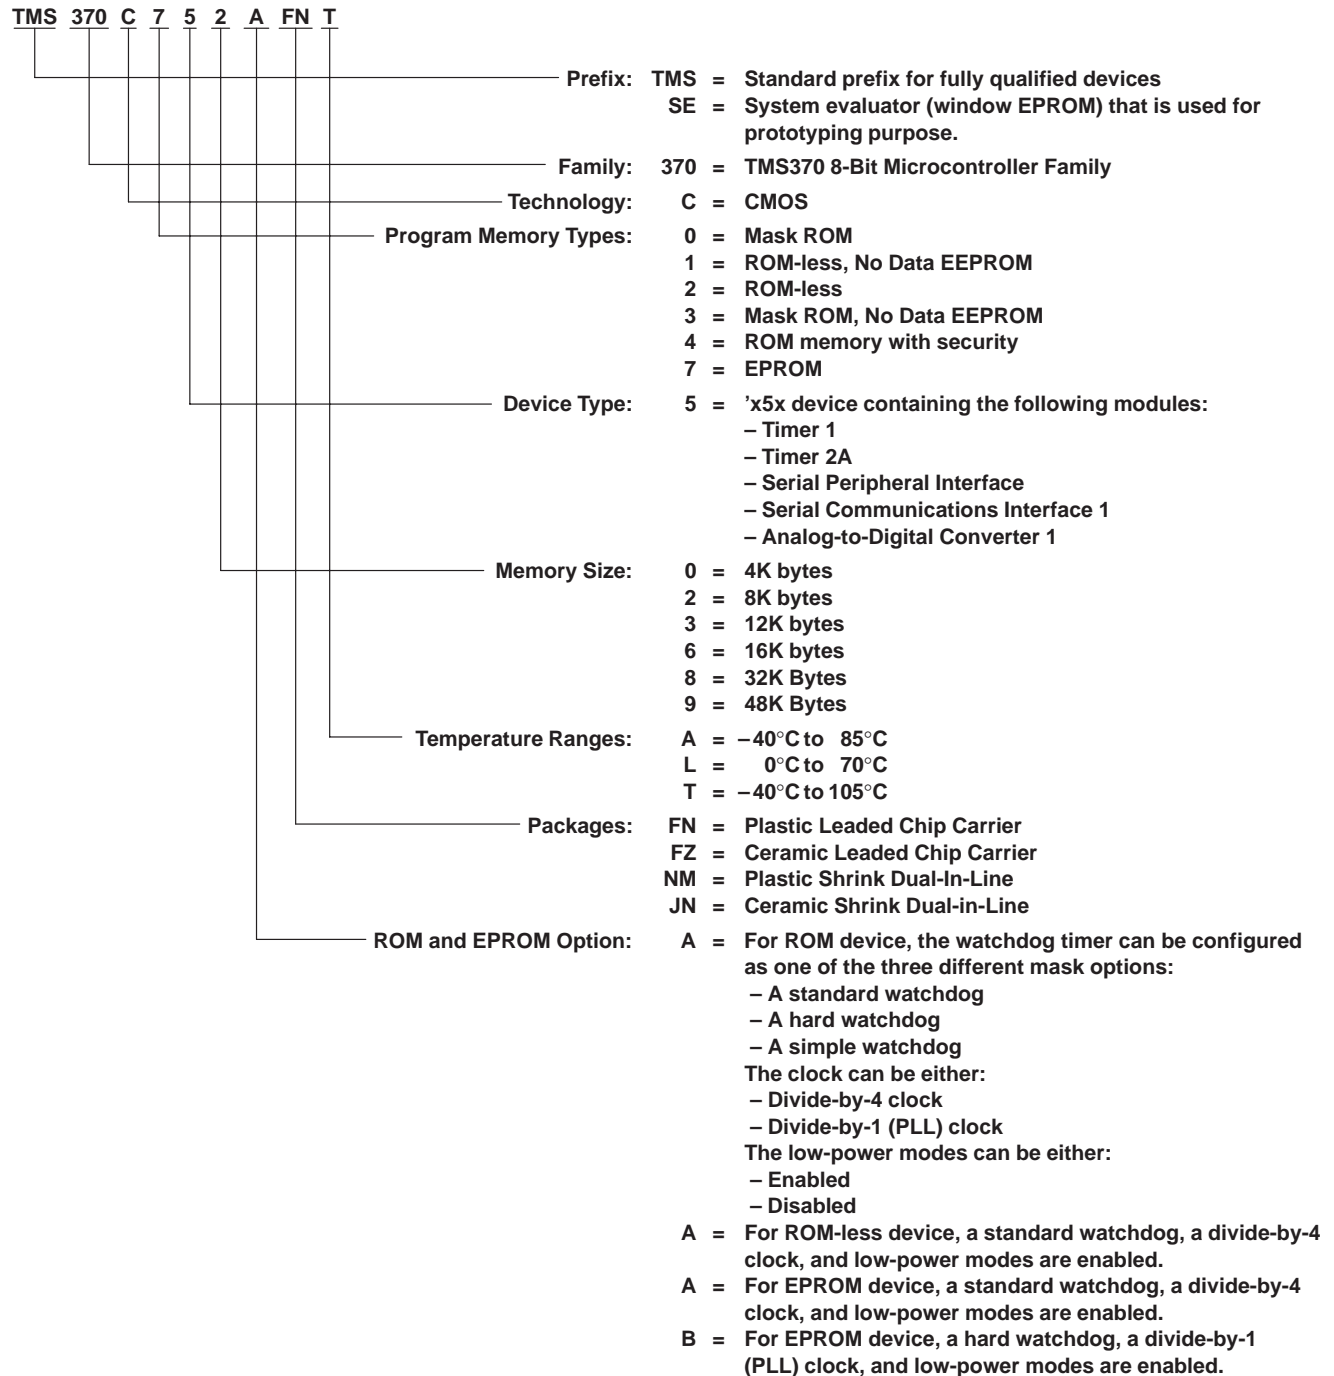 TMS 370 C 7 5 2 A FN T
Prefix: TMS = Standard prefix for fully qualified devices
SE = System evaluator (window EPROM) that is used for
prototyping purpose.
Family: 370 = TMS370 8-Bit Microcontroller Family
Technology: C = CMOS
Program Memory Types: 0 = Mask ROM
1 = ROM-less, No Data EEPROM
2 = ROM-less
3 = Mask ROM, No Data EEPROM
4 = ROM memory with security
7 = EPROM
Device Type: 5 = ’x5x device containing the following modules:
– Timer 1
– Timer 2A
– Serial Peripheral Interface
– Serial Communications Interface 1
– Analog-to-Digital Converter 1
Memory Size: 0 = 4K bytes
2 = 8K bytes
3 = 12K bytes
6 = 16K bytes
8 = 32K Bytes
9 = 48K Bytes
Temperature Ranges: A = –40°C to 85°C
L = 0°C to 70°C
T = –40°C to 105°C
Packages: FN = Plastic Leaded Chip Carrier
FZ = Ceramic Leaded Chip Carrier
NM = Plastic Shrink Dual-In-Line
JN = Ceramic Shrink Dual-in-Line
ROM and EPROM Option: A = For ROM device, the watchdog timer can be configured
as one of the three different mask options:
– A standard watchdog
– A hard watchdog
– A simple watchdog
The clock can be either:
– Divide-by-4 clock
– Divide-by-1 (PLL) clock
The low-power modes can be either:
– Enabled
– Disabled
A = For ROM-less device, a standard watchdog, a divide-by-4
clock, and low-power modes are enabled.
A = For EPROM device, a standard watchdog, a divide-by-4
clock, and low-power modes are enabled.
B = For EPROM device, a hard watchdog, a divide-by-1
(PLL) clock, and low-power modes are enabled.